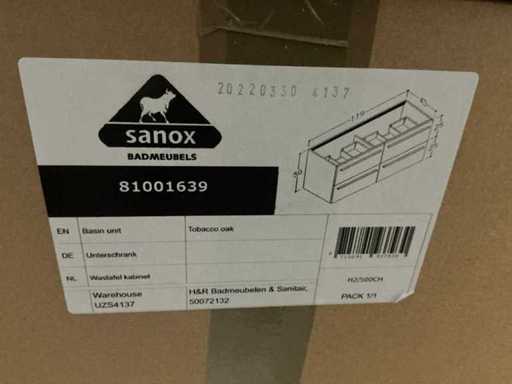 20220330 4137
sanox
BADMEUBELS
81001639
119
EN Basin unit Tobacco oak
DE Unterschrank
NL Wastafel kabinet
Warehouse H&R Badmeubelen & Sanitair,
UZS4137 50072132
H2/500CH
PACK 1/1